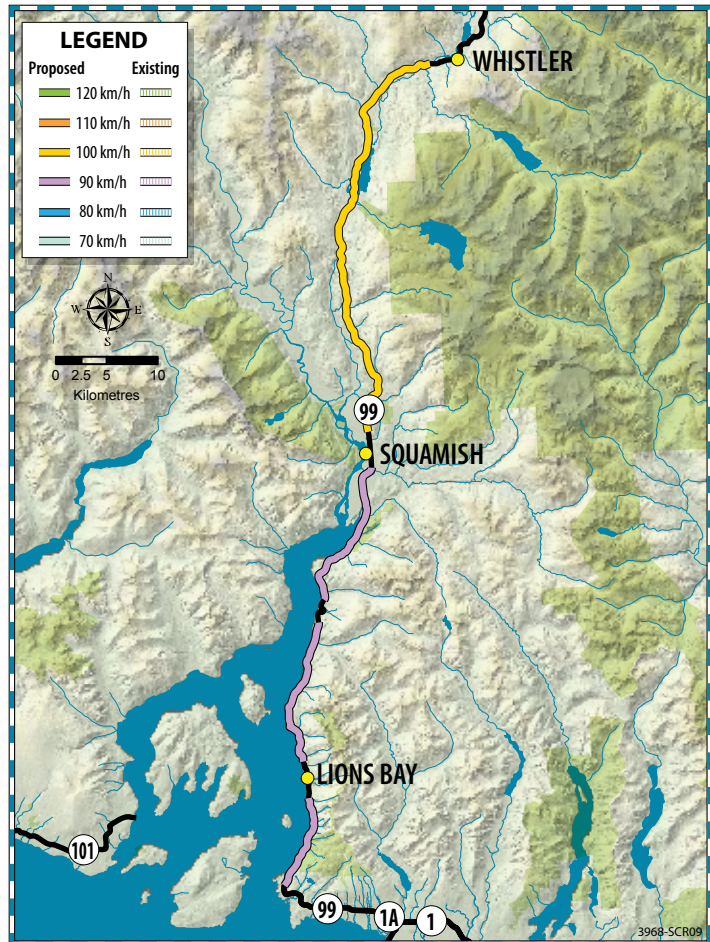 LEGEND
Proposed Existing
120 km/h
110 km/h
100 km/h
90 km/h
80 km/h
70 km/h
N
W E
S
0 2.5 5 10
Kilometres
WHISTLER
99
SQUAMISH
LIONS BAY
101
99
1A
1
3968-SCR09